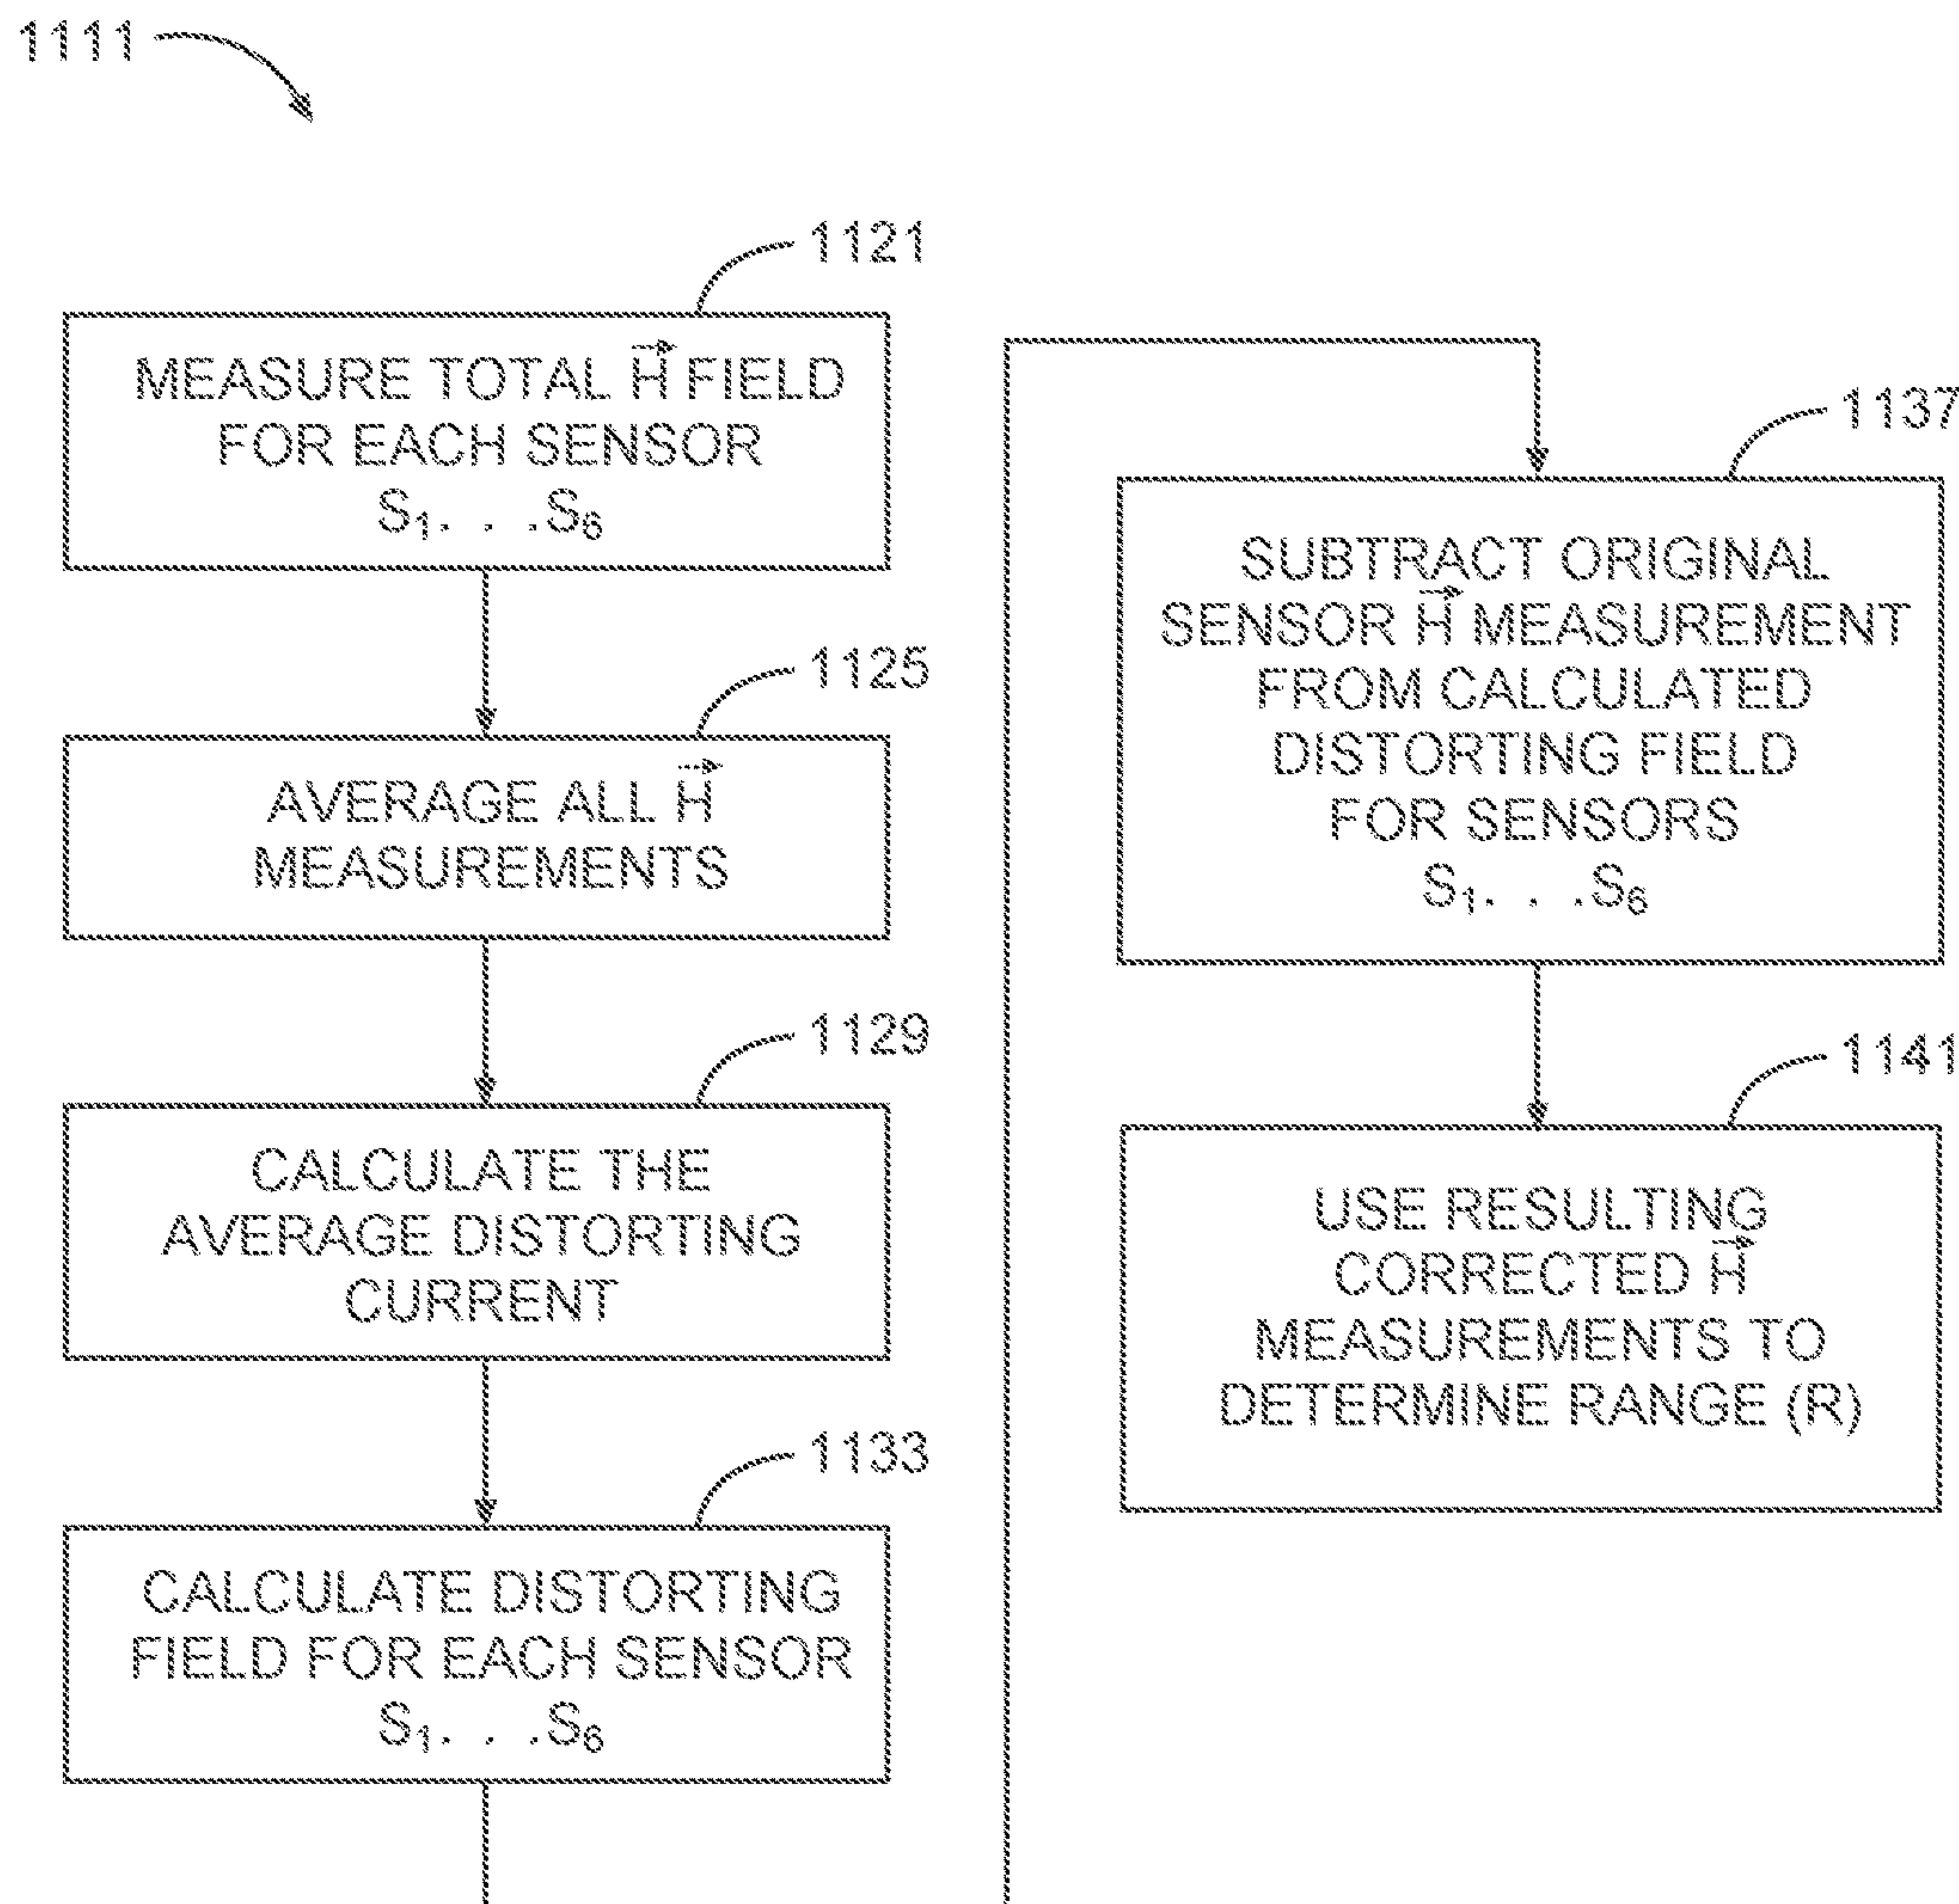 1111
1121
MEASURE TOTAL H⃗ FIELD
FOR EACH SENSOR
S₁. . .S₆
1125
AVERAGE ALL H⃗
MEASUREMENTS
1129
CALCULATE THE
AVERAGE DISTORTING
CURRENT
1133
CALCULATE DISTORTING
FIELD FOR EACH SENSOR
S₁. . .S₆
1137
SUBTRACT ORIGINAL
SENSOR H⃗ MEASUREMENT
FROM CALCULATED
DISTORTING FIELD
FOR SENSORS
S₁. . .S₆
1141
USE RESULTING
CORRECTED H⃗
MEASUREMENTS TO
DETERMINE RANGE (R)